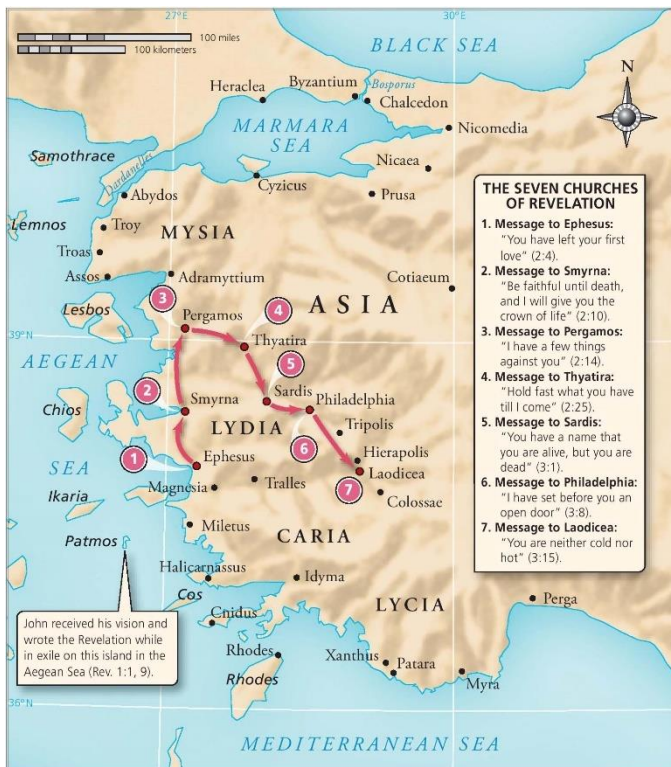 27°E
30°E
100 miles
100 kilometers
BLACK SEA
N
Heraclea
Byzantium
Bosporus
Chalcedon
MARMARA
SEA
Nicomedia
Samothrace
Dardanelles
Nicaea
Cyzicus
Prusa
Abydos
Lemnos
Troy
MYSIA
Troas
Assos
Adramyttium
Cotiaeum
ASIA
Lesbos
3
Pergamos
4
39°N
Thyatira
AEGEAN
5
Sardis
2
Smyrna
Philadelphia
Chios
LYDIA
Tripolis
6
Hierapolis
1
Ephesus
Laodicea
SEA
7
Magnesia
Tralles
Colossae
Ikaria
Miletus
CARIA
Patmos
Halicarnassus
Idyma
Cos
LYCIA
Perga
Cnidus
Rhodes
Xanthus
Patara
Rhodes
Myra
36°N
MEDITERRANEAN SEA
THE SEVEN CHURCHES
OF REVELATION
1. Message to Ephesus:
"You have left your first
love" (2:4).
2. Message to Smyrna:
"Be faithful until death,
and I will give you the
crown of life" (2:10).
3. Message to Pergamos:
"I have a few things
against you" (2:14).
4. Message to Thyatira:
"Hold fast what you have
till I come" (2:25).
5. Message to Sardis:
"You have a name that
you are alive, but you are
dead" (3:1).
6. Message to Philadelphia:
"I have set before you an
open door" (3:8).
7. Message to Laodicea:
"You are neither cold nor
hot" (3:15).
John received his vision and
wrote the Revelation while
in exile on this island in the
Aegean Sea (Rev. 1:1, 9).